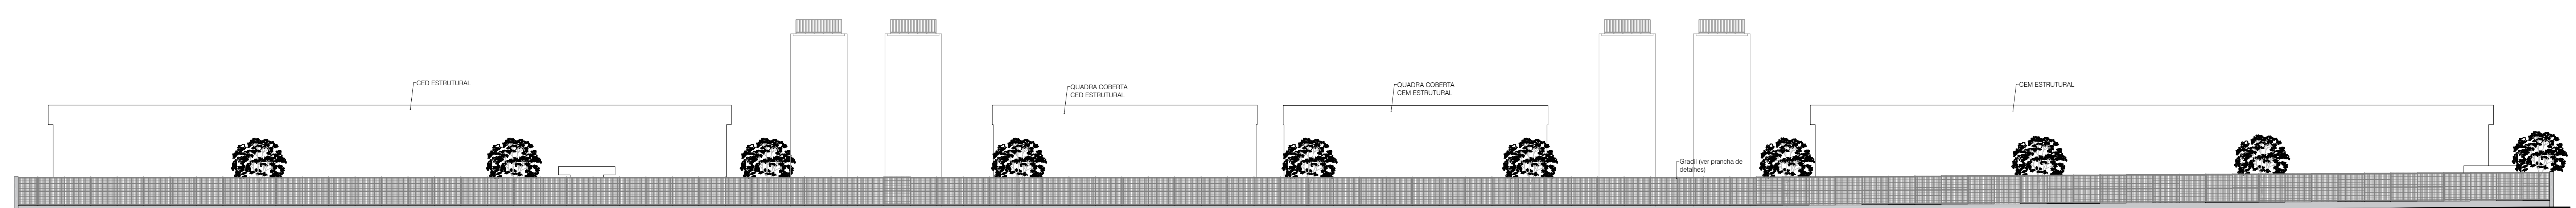 CED ESTRUTURAL
QUADRA COBERTA
CED ESTRUTURAL
QUADRA COBERTA
CEM ESTRUTURAL
Gradil (ver prancha de
detalhes)
CEM ESTRUTURAL